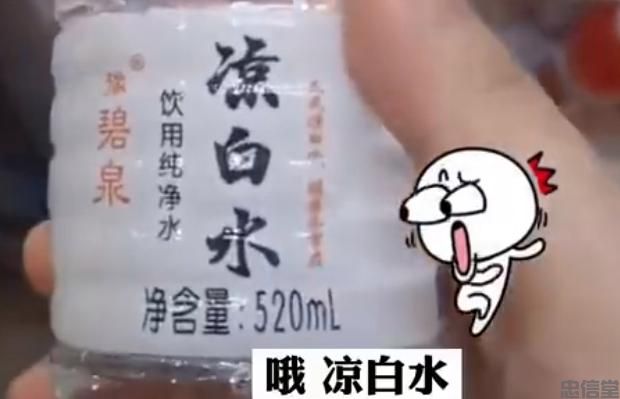 豫碧泉®
饮用纯净水
凉白水
净含量:520mL
哦 凉白水
忠信堂